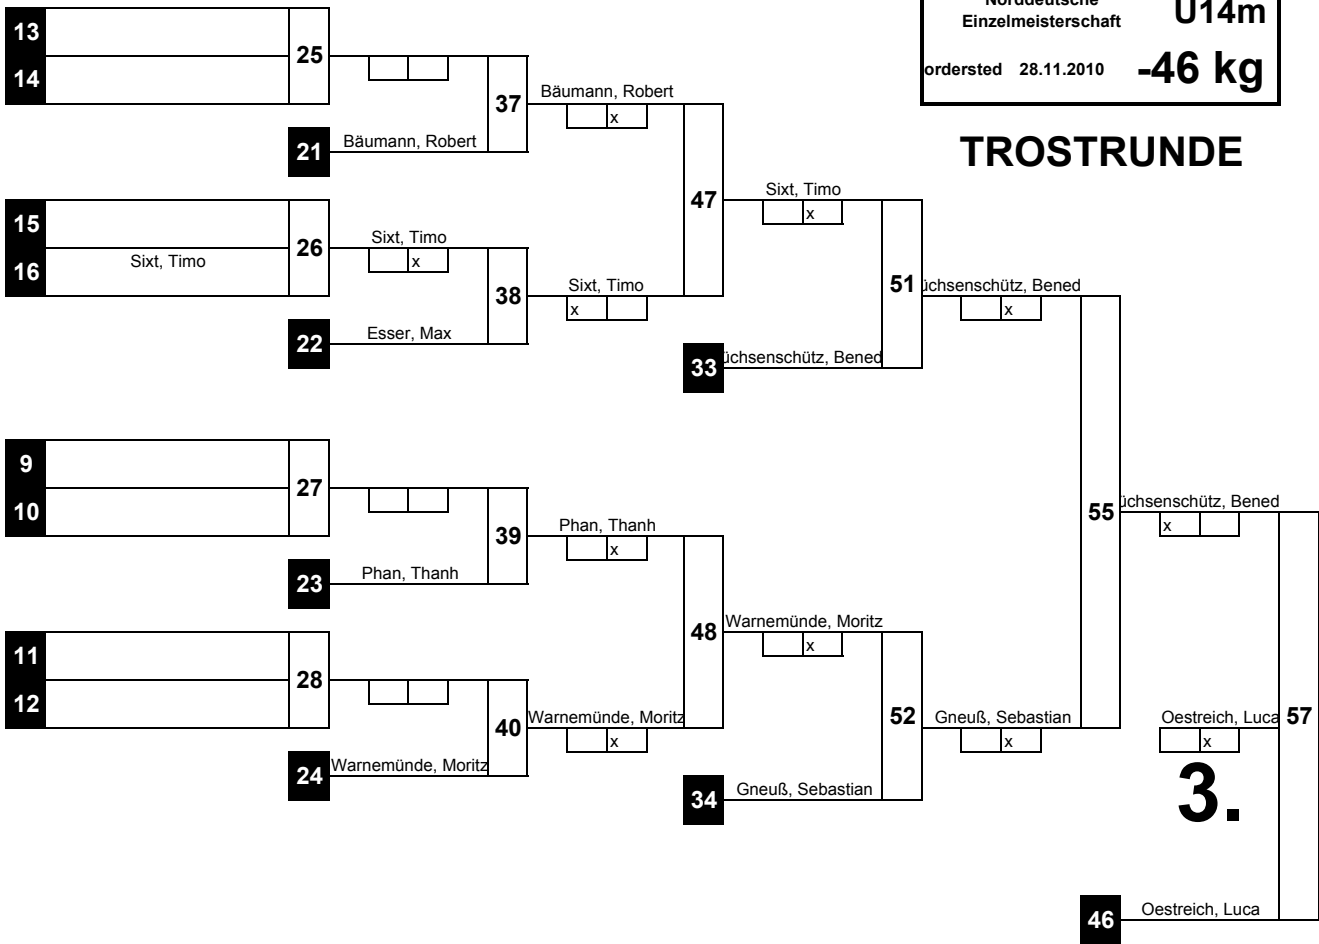 Norddeutsche
Einzelmeisterschaft
U14m
ordersted 28.11.2010
-46 kg
TROSTRUNDE
13
14
25
21
Bäumann, Robert
37
Bäumann, Robert
x
15
16
Sixt, Timo
26
Sixt, Timo
x
22
Esser, Max
38
Sixt, Timo
x
47
Sixt, Timo
x
33
üchsenschütz, Bened
51
üchsenschütz, Bened
x
9
10
27
23
Phan, Thanh
39
Phan, Thanh
x
11
12
28
24
Warnemünde, Moritz
40
Warnemünde, Moritz
x
48
Warnemünde, Moritz
x
34
Gneuß, Sebastian
52
Gneuß, Sebastian
x
55
üchsenschütz, Bened
x
57
Oestreich, Luca
x
3.
46
Oestreich, Luca